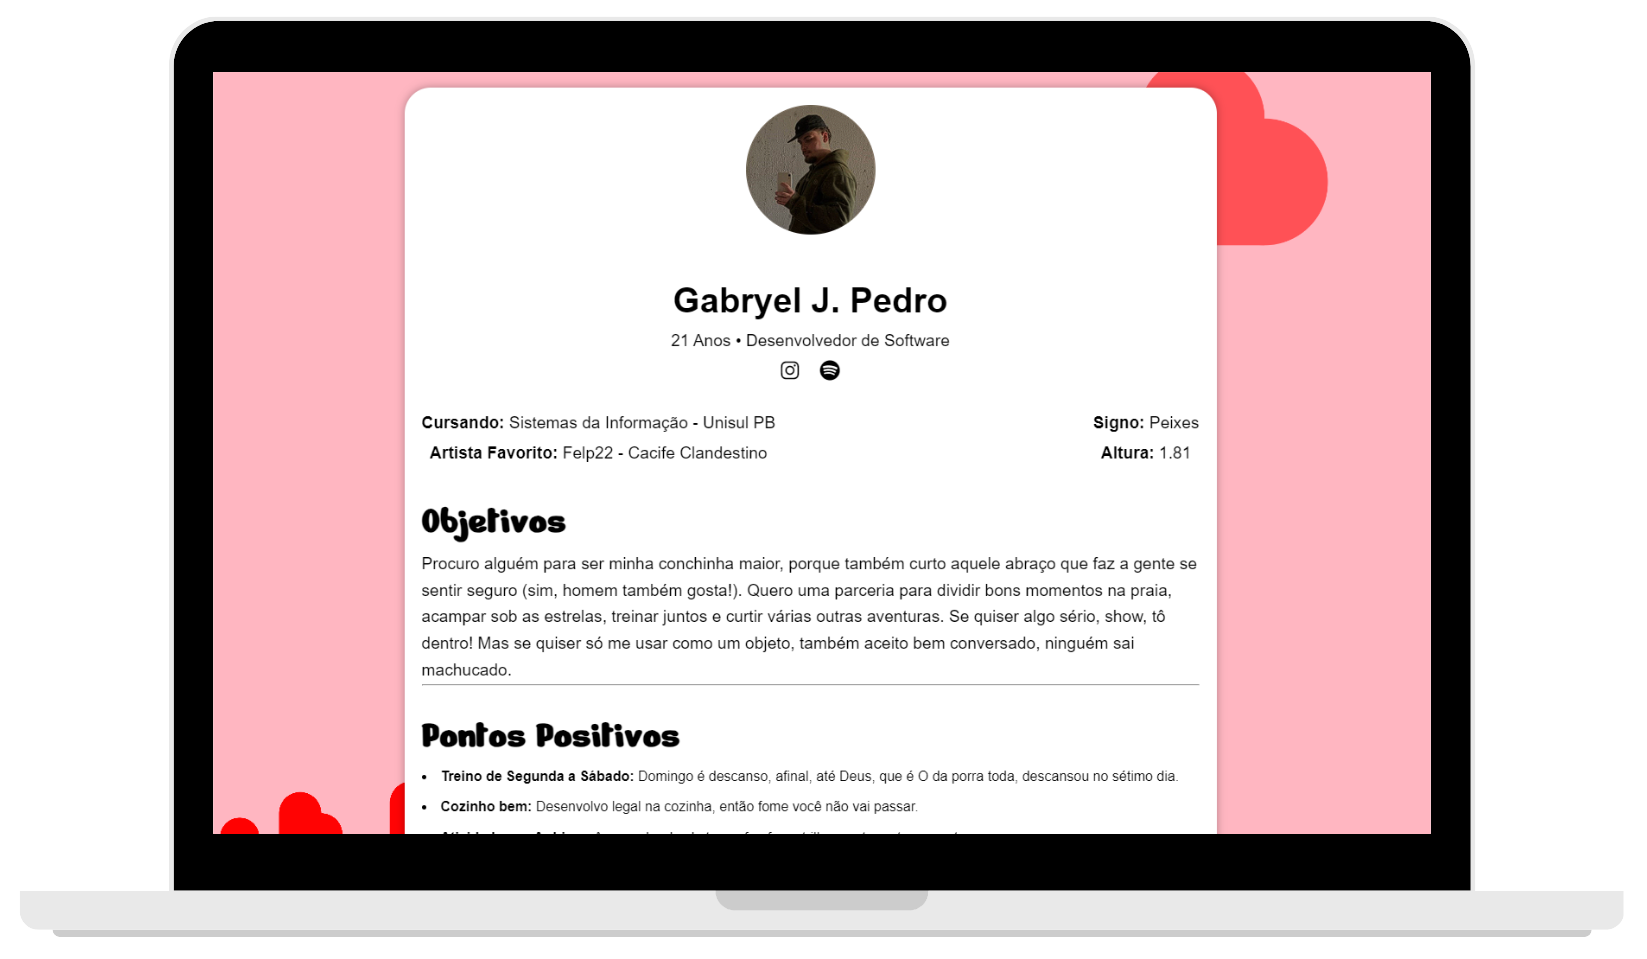 Gabryel J. Pedro
21 Anos • Desenvolvedor de Software
Cursando: Sistemas da Informação - Unisul PB
Signo: Peixes
Artista Favorito: Felp22 - Cacife Clandestino
Altura: 1.81
Objetivos
Procuro alguém para ser minha conchinha maior, porque também curto aquele abraço que faz a gente se
sentir seguro (sim, homem também gosta!). Quero uma parceria para dividir bons momentos na praia,
acampar sob as estrelas, treinar juntos e curtir várias outras aventuras. Se quiser algo sério, show, tô
dentro! Mas se quiser só me usar como um objeto, também aceito bem conversado, ninguém sai
machucado.
Pontos Positivos
• Treino de Segunda a Sábado: Domingo é descanso, afinal, até Deus, que é O da porra toda, descansou no sétimo dia.
• Cozinho bem: Desenvolvo legal na cozinha, então fome você não vai passar.